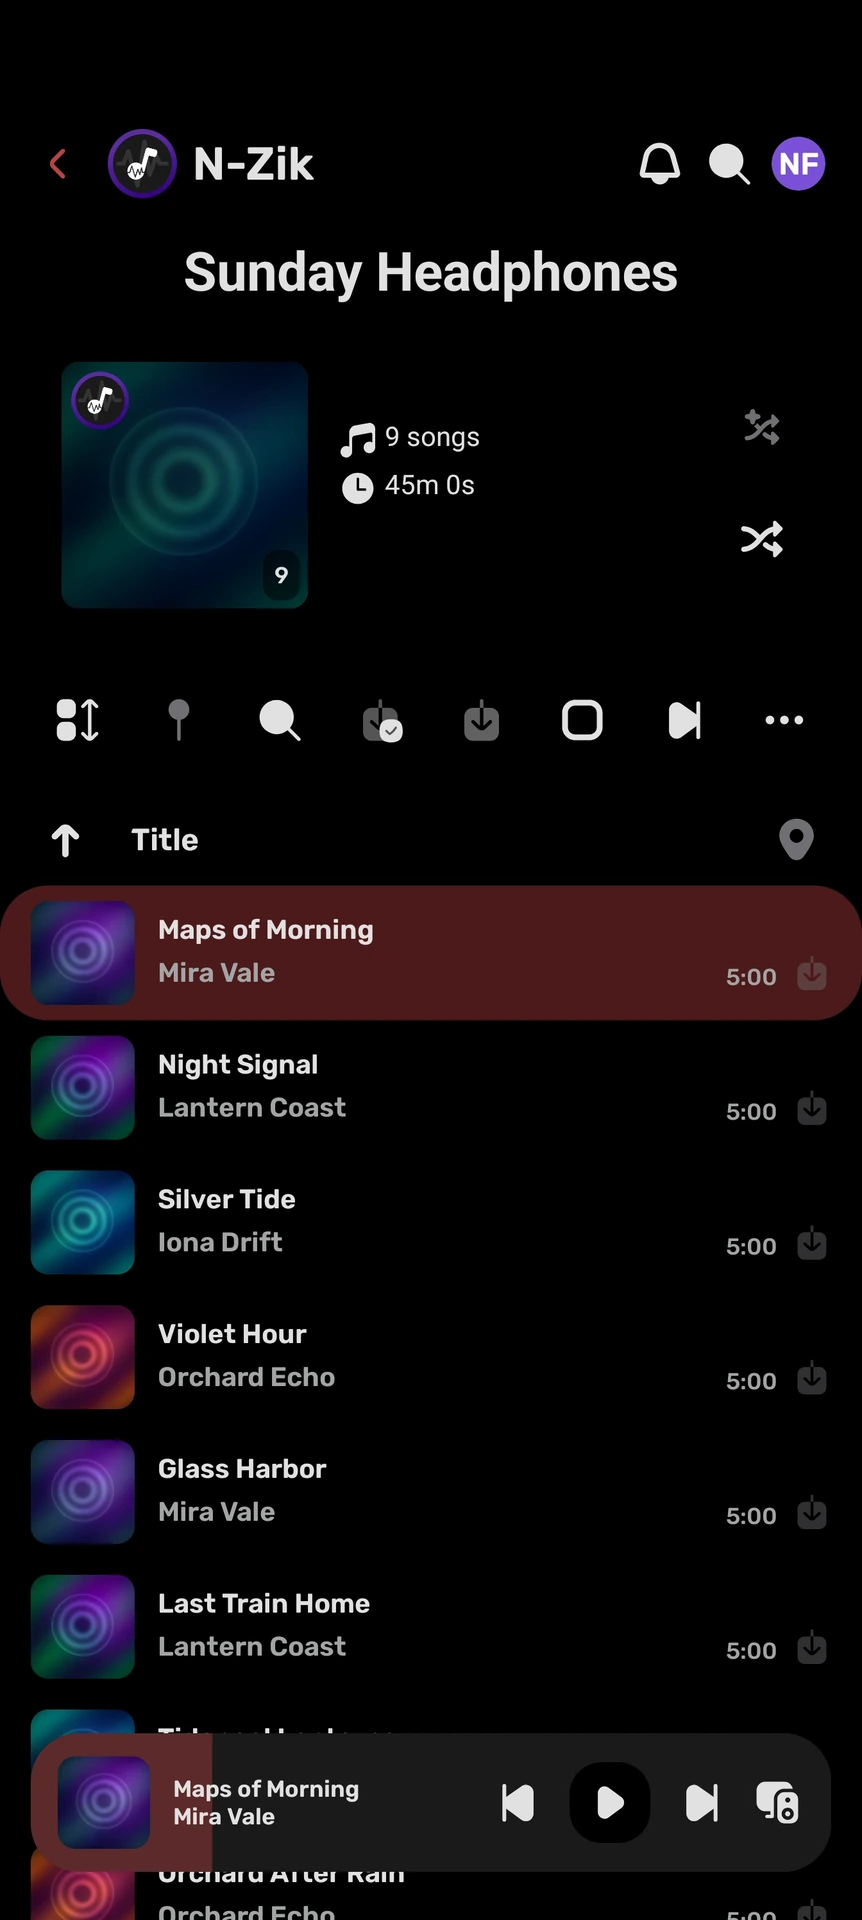 N-Zik
NF
Sunday Headphones
9 songs
45m 0s
9
Title
Maps of Morning
Mira Vale
5:00
Night Signal
Lantern Coast
5:00
Silver Tide
Iona Drift
5:00
Violet Hour
Orchard Echo
5:00
Glass Harbor
Mira Vale
5:00
Last Train Home
Lantern Coast
5:00
Maps of Morning
Mira Vale
Orchard After Rain
Orchard Echo
5:00